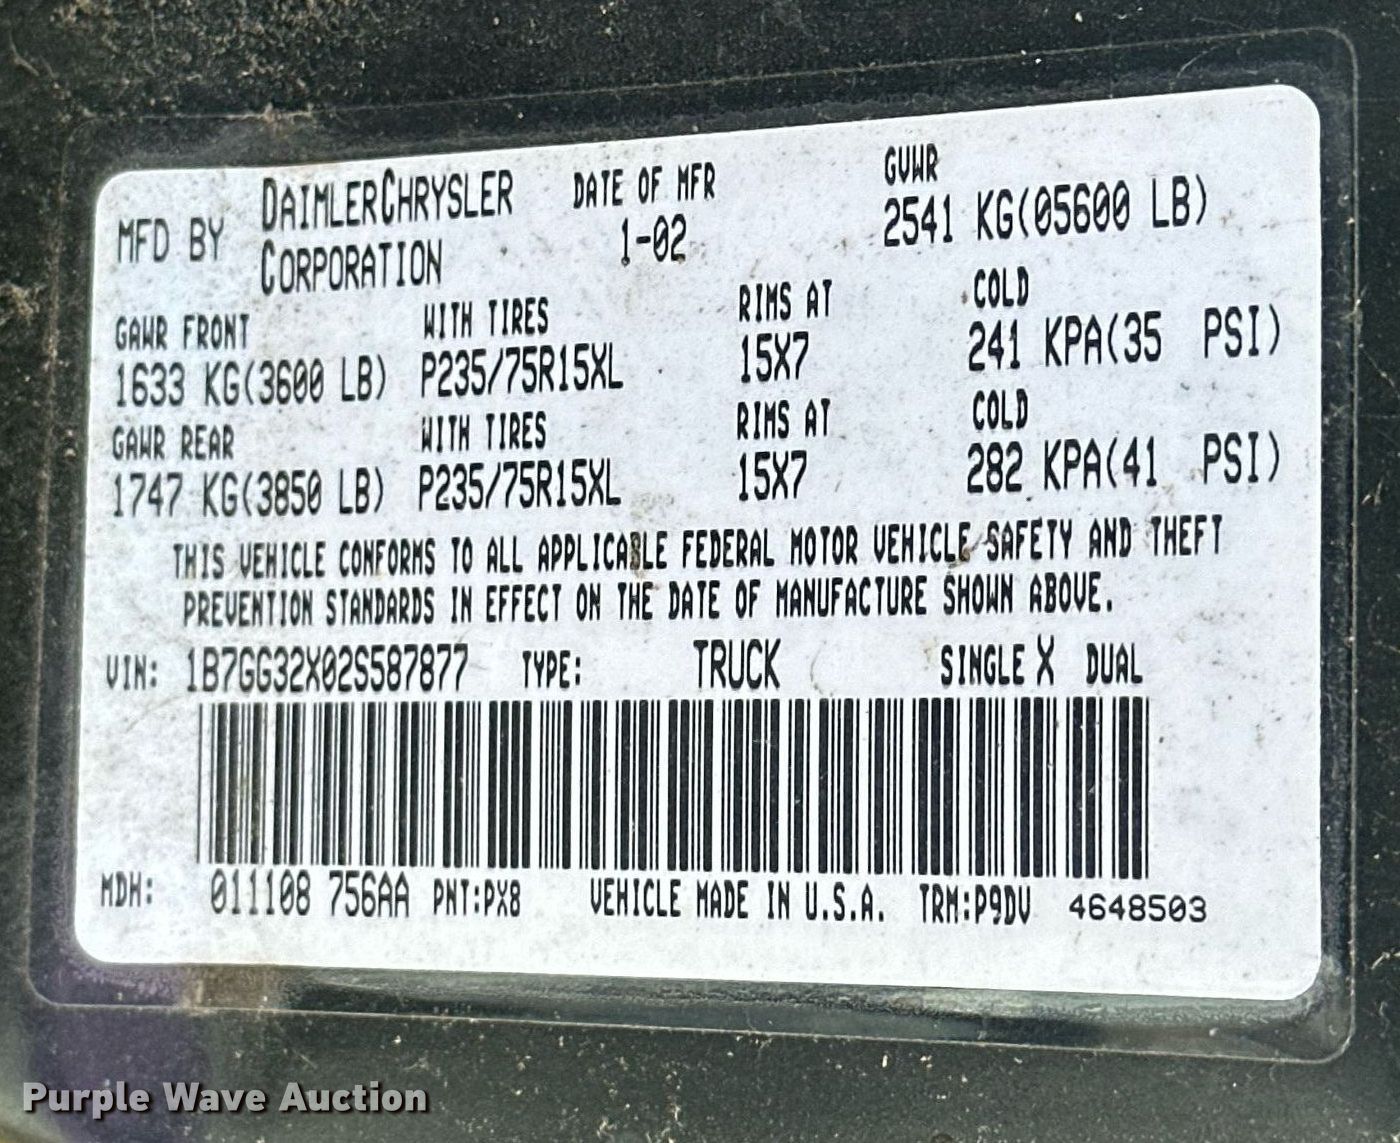 MFD BY DAIMLERCHRYSLER CORPORATION DATE OF MFR 1-02 GVWR 2541 KG(05600 LB)
GAWR FRONT WITH TIRES RIMS AT COLD
1633 KG(3600 LB) P235/75R15XL 15X7 241 KPA(35 PSI)
GAWR REAR WITH TIRES RIMS AT COLD
1747 KG(3850 LB) P235/75R15XL 15X7 282 KPA(41 PSI)
THIS VEHICLE CONFORMS TO ALL APPLICABLE FEDERAL MOTOR VEHICLE SAFETY AND THEFT
PREVENTION STANDARDS IN EFFECT ON THE DATE OF MANUFACTURE SHOWN ABOVE.
VIN: 1B7GG32X02S587877 TYPE: TRUCK SINGLE X DUAL
MDH: 011108 756AA PNT:PX8 VEHICLE MADE IN U.S.A. TRM:P9DV 4648503
Purple Wave Auction